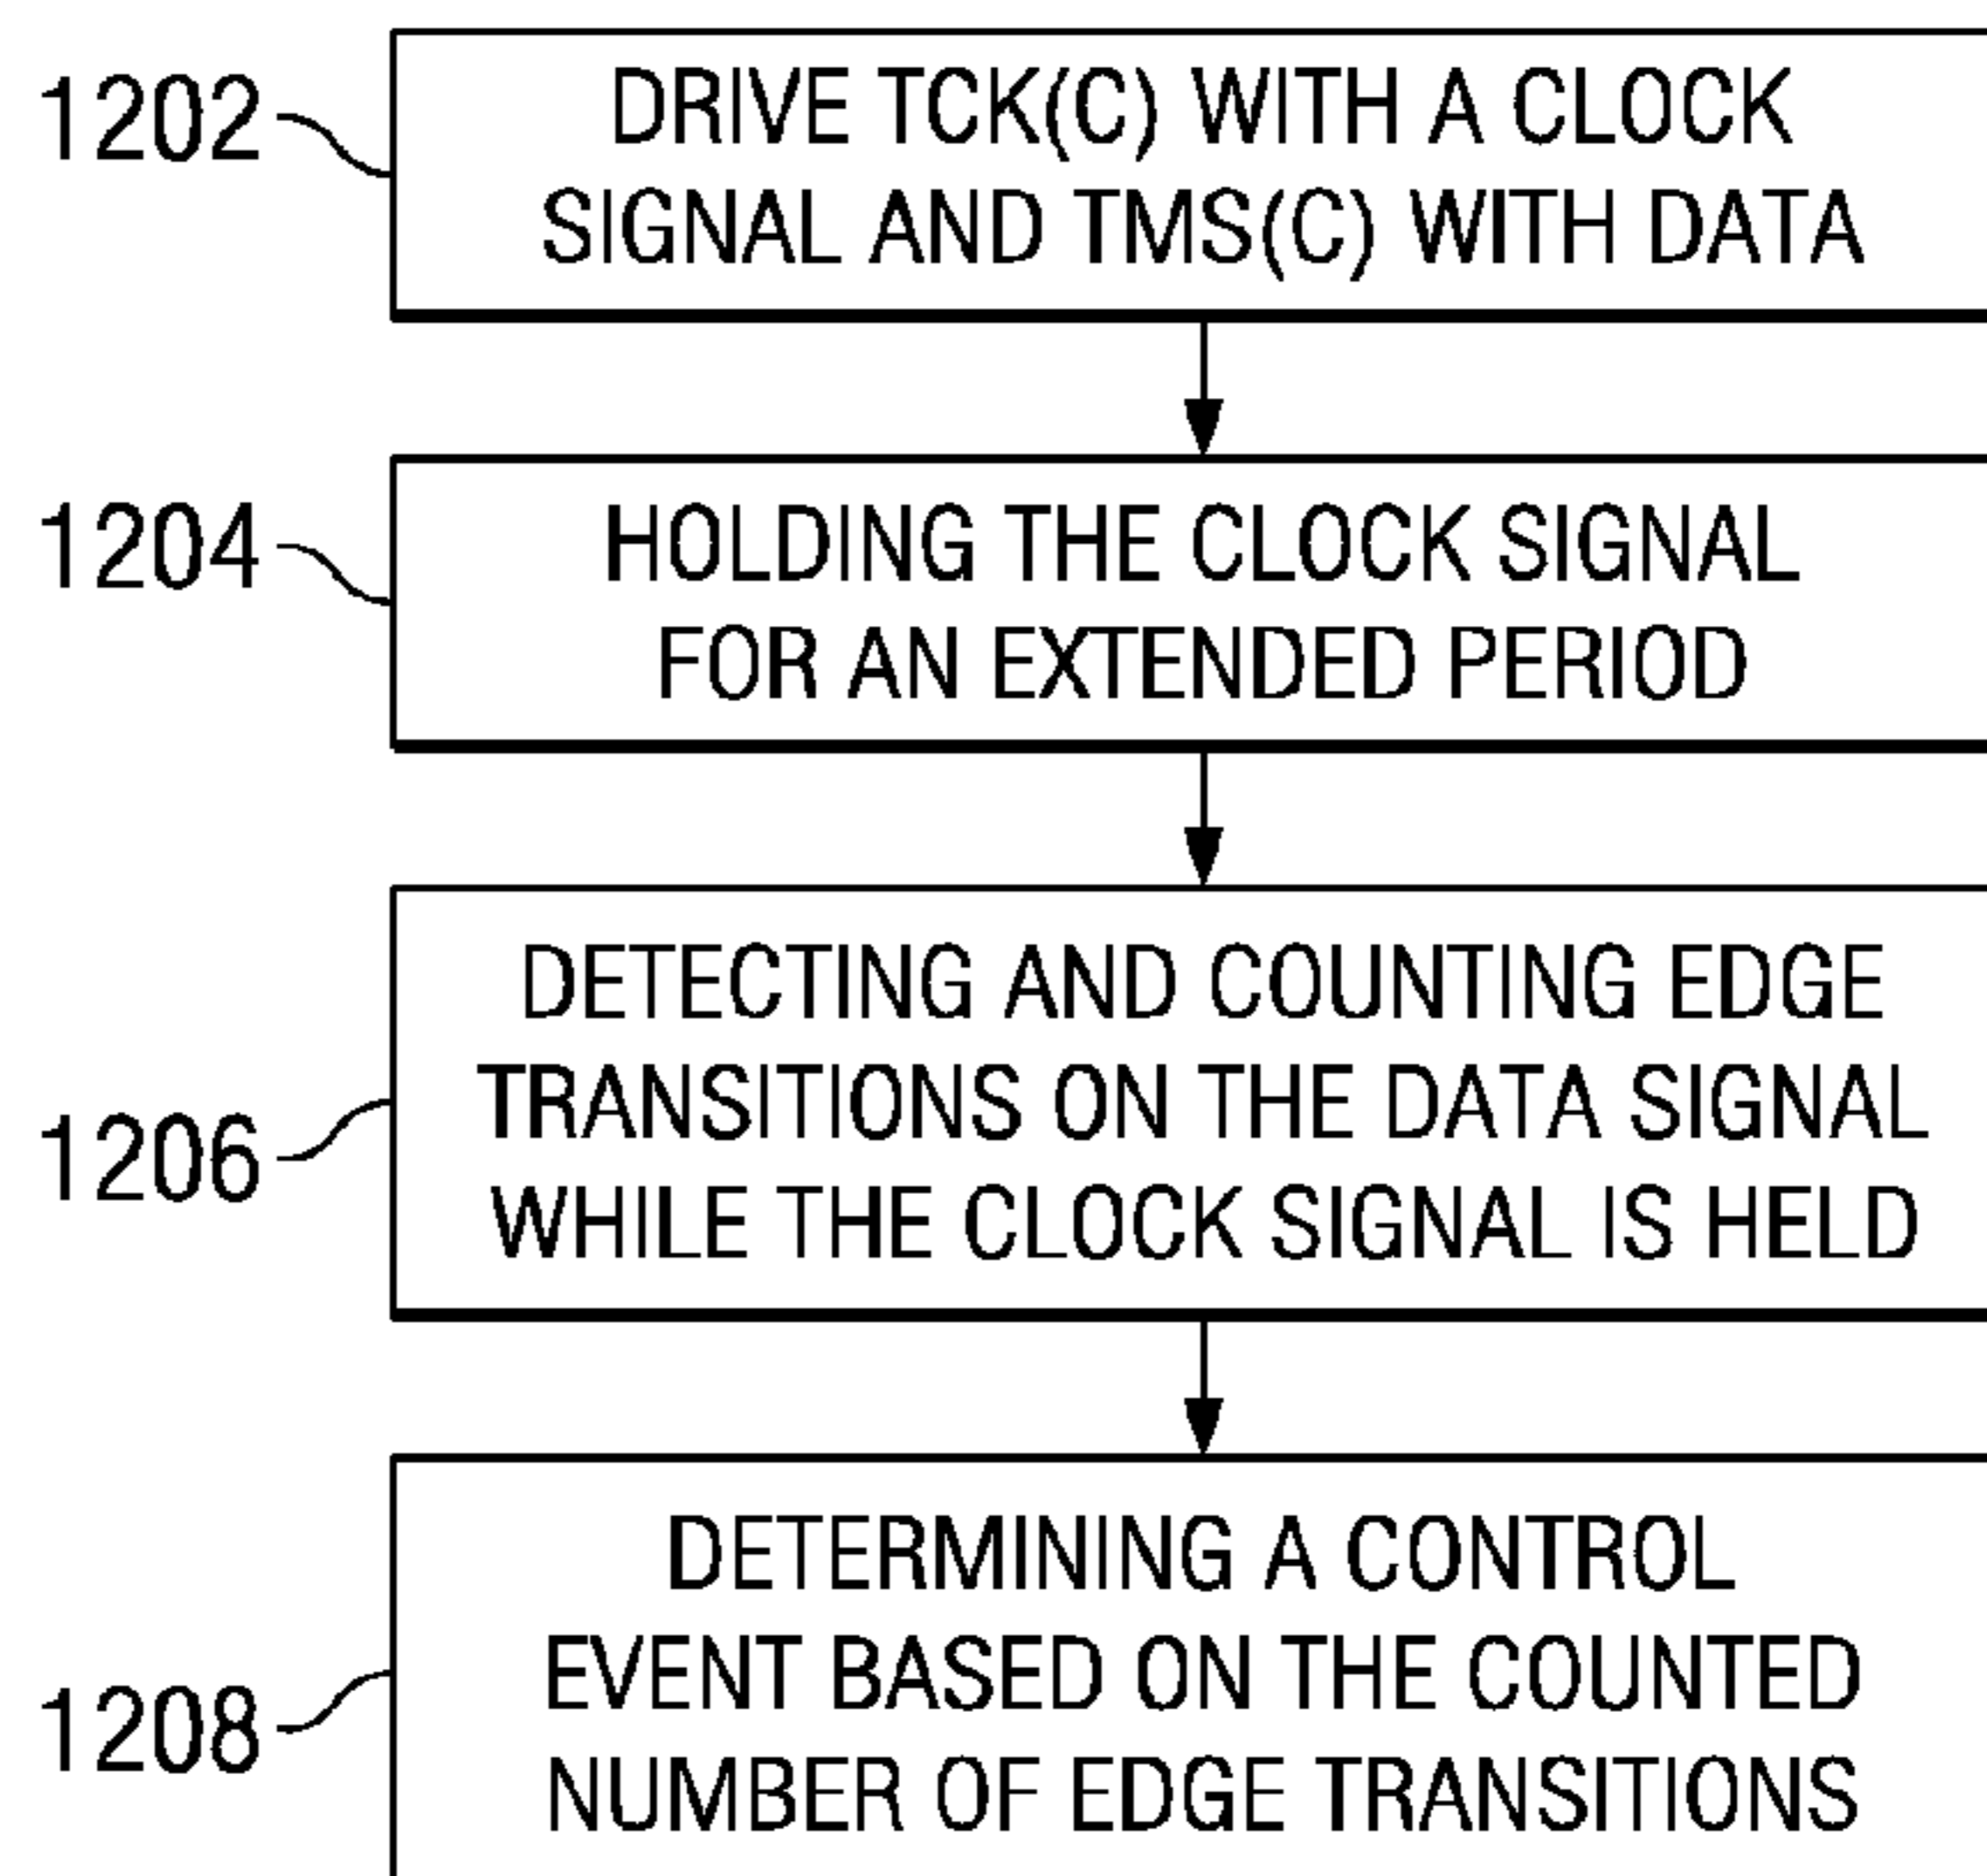 1202
DRIVE TCK(C) WITH A CLOCK
SIGNAL AND TMS(C) WITH DATA
1204
HOLDING THE CLOCK SIGNAL
FOR AN EXTENDED PERIOD
1206
DETECTING AND COUNTING EDGE
TRANSITIONS ON THE DATA SIGNAL
WHILE THE CLOCK SIGNAL IS HELD
1208
DETERMINING A CONTROL
EVENT BASED ON THE COUNTED
NUMBER OF EDGE TRANSITIONS